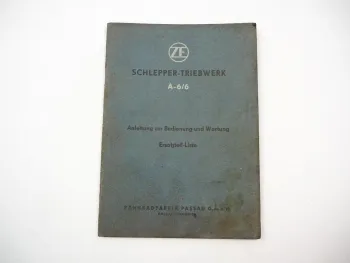 ZF
SCHLEPPER-TRIEBWERK
A-6/6
Anleitung zur Bedienung und Wartung
Ersatzteil-Liste
ZAHNRADFABRIK PASSAU G.M.B.H.